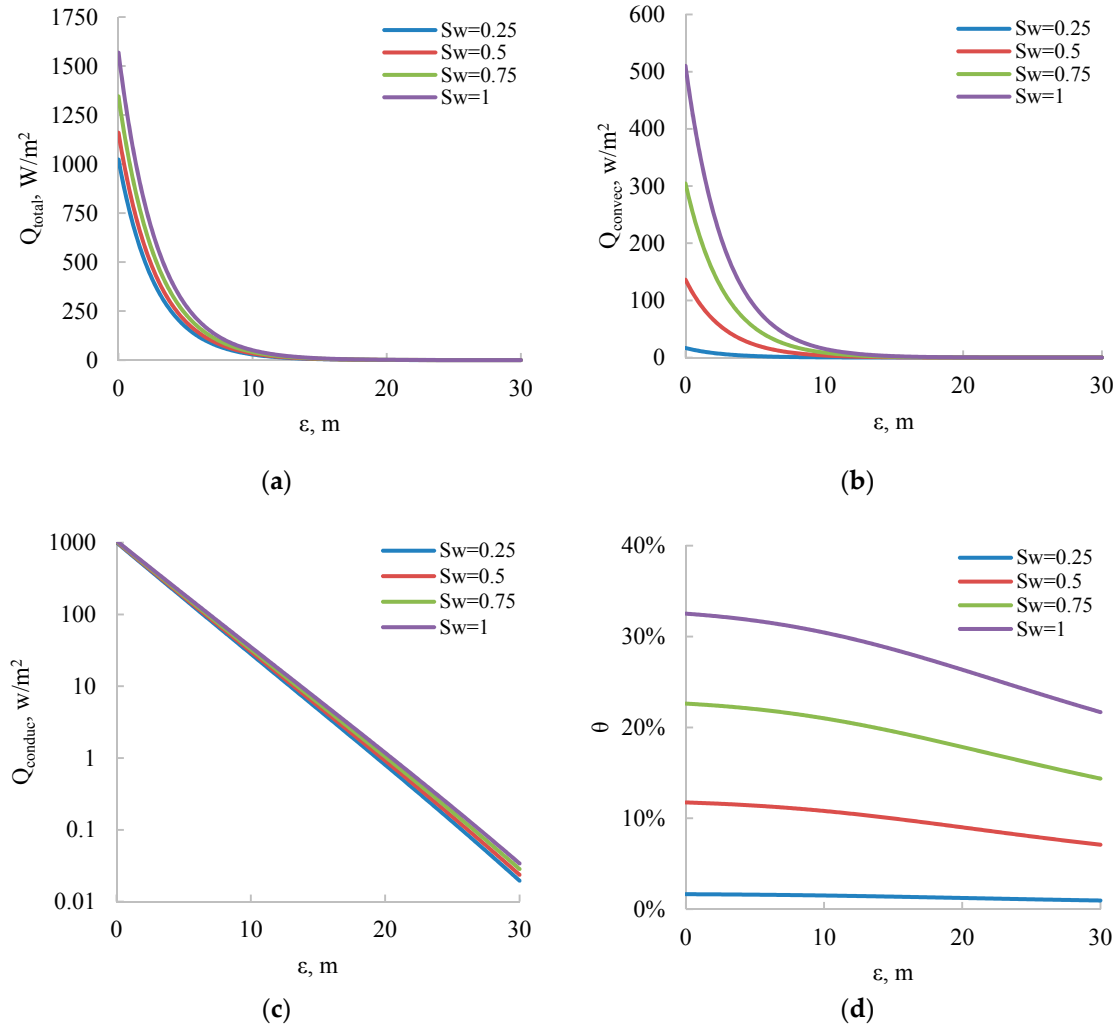 1750
1500
1250
1000
750
500
250
0
Q_total, W/m²
0 10 20 30
ε, m
Sw=0.25
Sw=0.5
Sw=0.75
Sw=1
(a)
600
500
400
300
200
100
0
Q_convec, w/m²
0 10 20 30
ε, m
Sw=0.25
Sw=0.5
Sw=0.75
Sw=1
(b)
1000
100
10
1
0.1
0.01
Q_conduc, w/m²
0 10 20 30
ε, m
Sw=0.25
Sw=0.5
Sw=0.75
Sw=1
(c)
40%
30%
20%
10%
0%
θ
0 10 20 30
ε, m
Sw=0.25
Sw=0.5
Sw=0.75
Sw=1
(d)